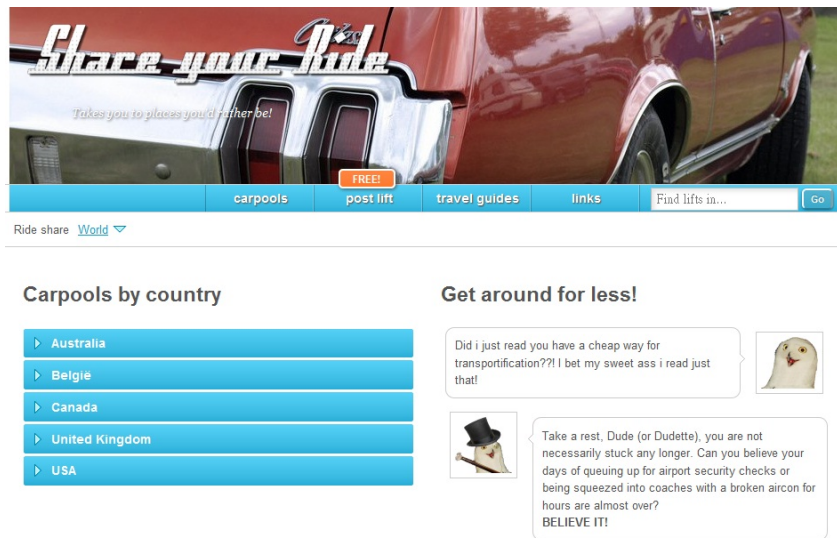 Share your Ride
Takes you to places you'd rather be!
FREE!
carpools
post lift
travel guides
links
Find lifts in...
Go
Ride share World
Carpools by country
Australia
België
Canada
United Kingdom
USA
Get around for less!
Did i just read you have a cheap way for
transportification??! I bet my sweet ass i read just
that!
Take a rest, Dude (or Dudette), you are not
necessarily stuck any longer. Can you believe your
days of queuing up for airport security checks or
being squeezed into coaches with a broken aircon for
hours are almost over?
BELIEVE IT!